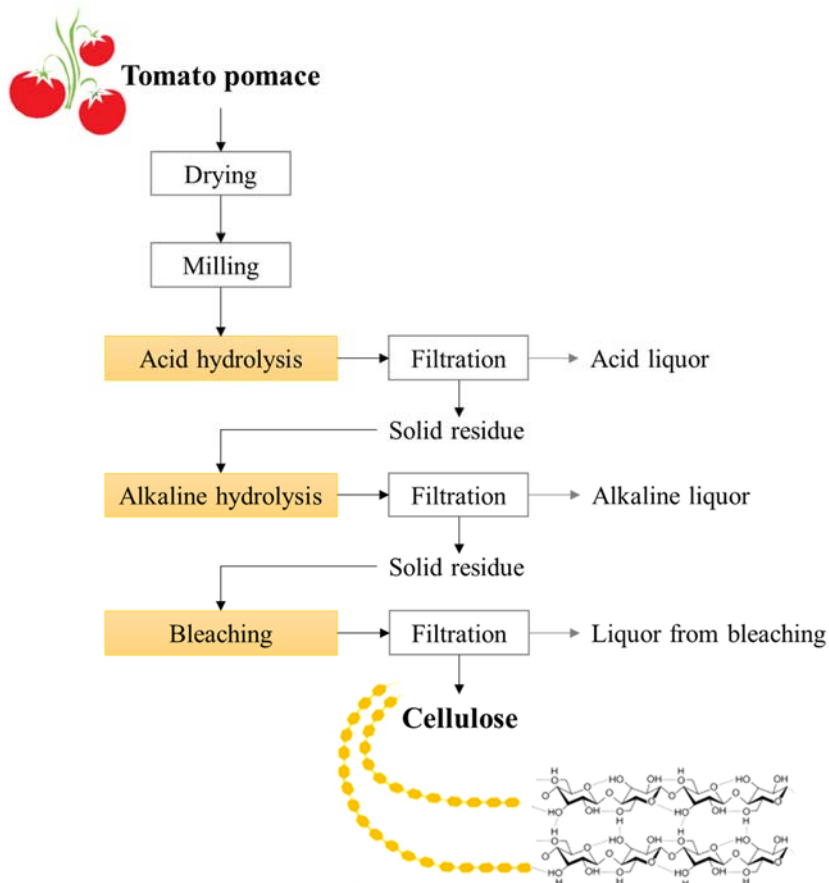 Tomato pomace
Drying
Milling
Acid hydrolysis
Filtration
Acid liquor
Solid residue
Alkaline hydrolysis
Filtration
Alkaline liquor
Solid residue
Bleaching
Filtration
Liquor from bleaching
Cellulose